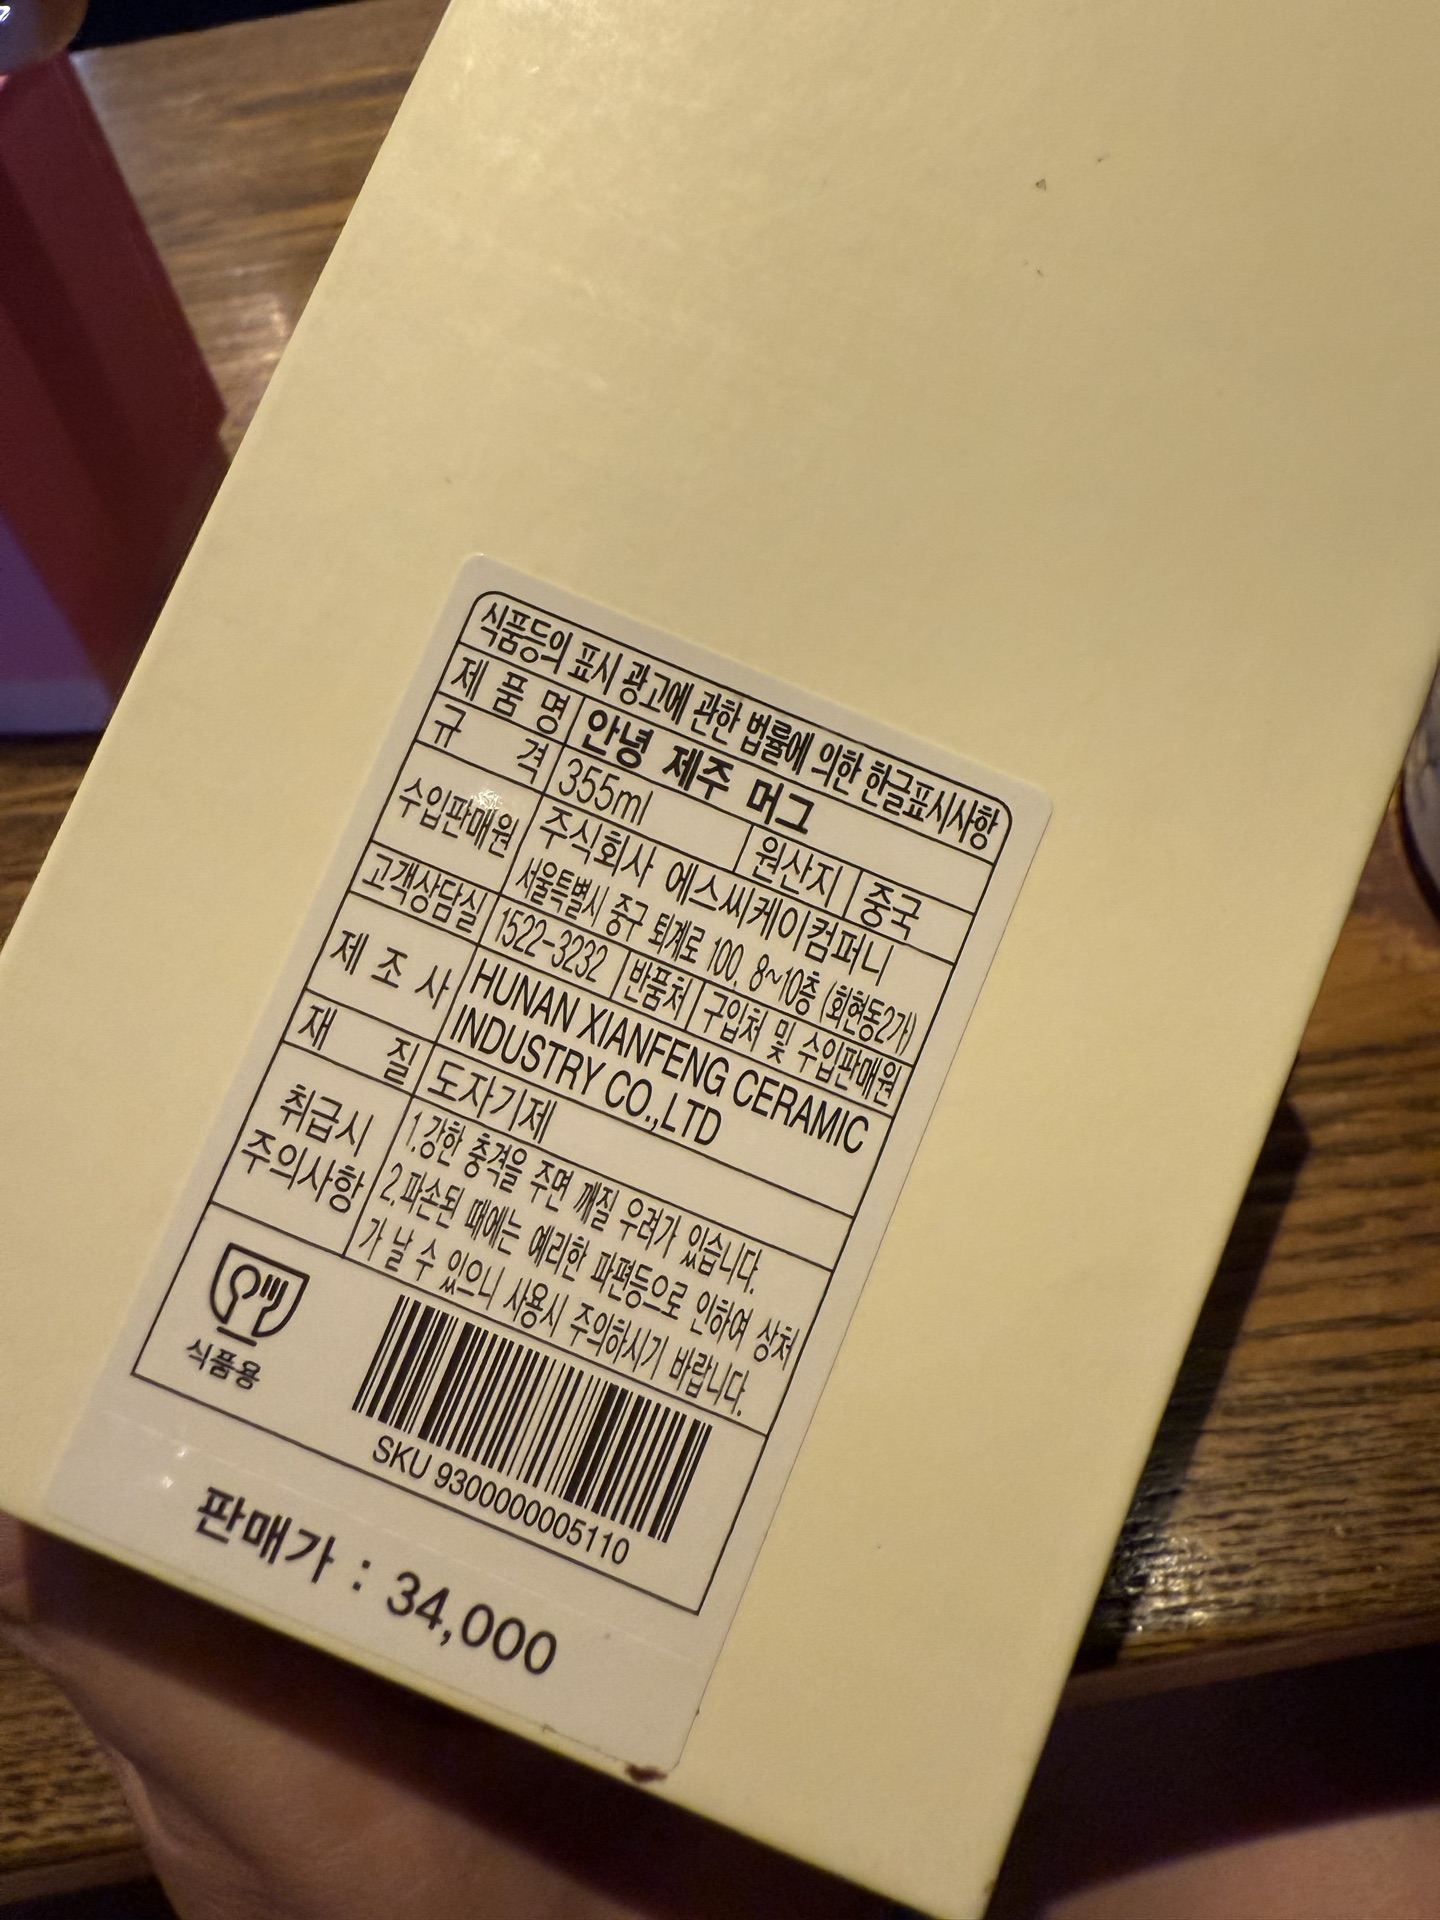 식품등의 표시 광고에 관한 법률에 의한 한글표시사항
제 품 명 안녕 제주 머그
규 격 355ml 원산지 중국
수입판매원 주식회사 에스씨케이컴퍼니
서울특별시 중구 퇴계로 100, 8~10층 (회현동2가)
고객상담실 1522-3232 반품처 구입처 및 수입판매원
제 조 사 HUNAN XIANFENG CERAMIC
INDUSTRY CO.,LTD
재 질 도자기제
취급시 주의사항 1.강한 충격을 주면 깨질 우려가 있습니다.
2.파손된 때에는 예리한 파편등으로 인하여 상처
가 날 수 있으니 사용시 주의하시기 바랍니다.
식품용
SKU 9300000005110
판매가 : 34,000